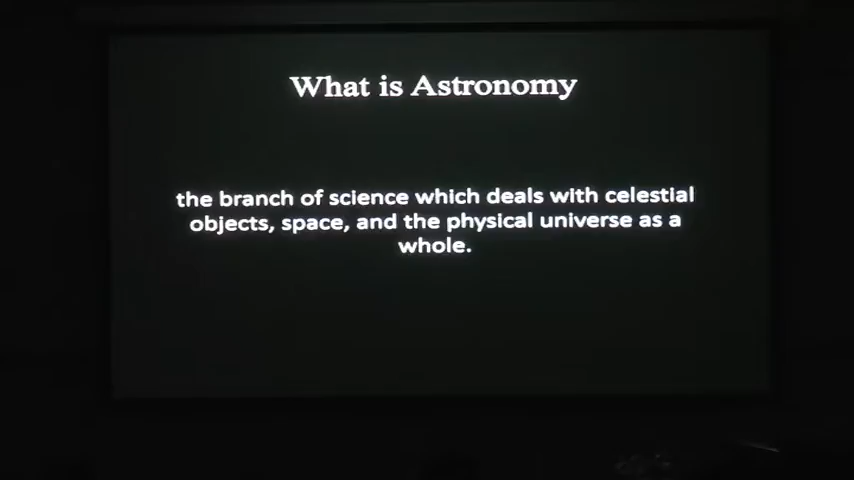 What is Astronomy
the branch of science which deals with celestial
objects, space, and the physical universe as a
whole.